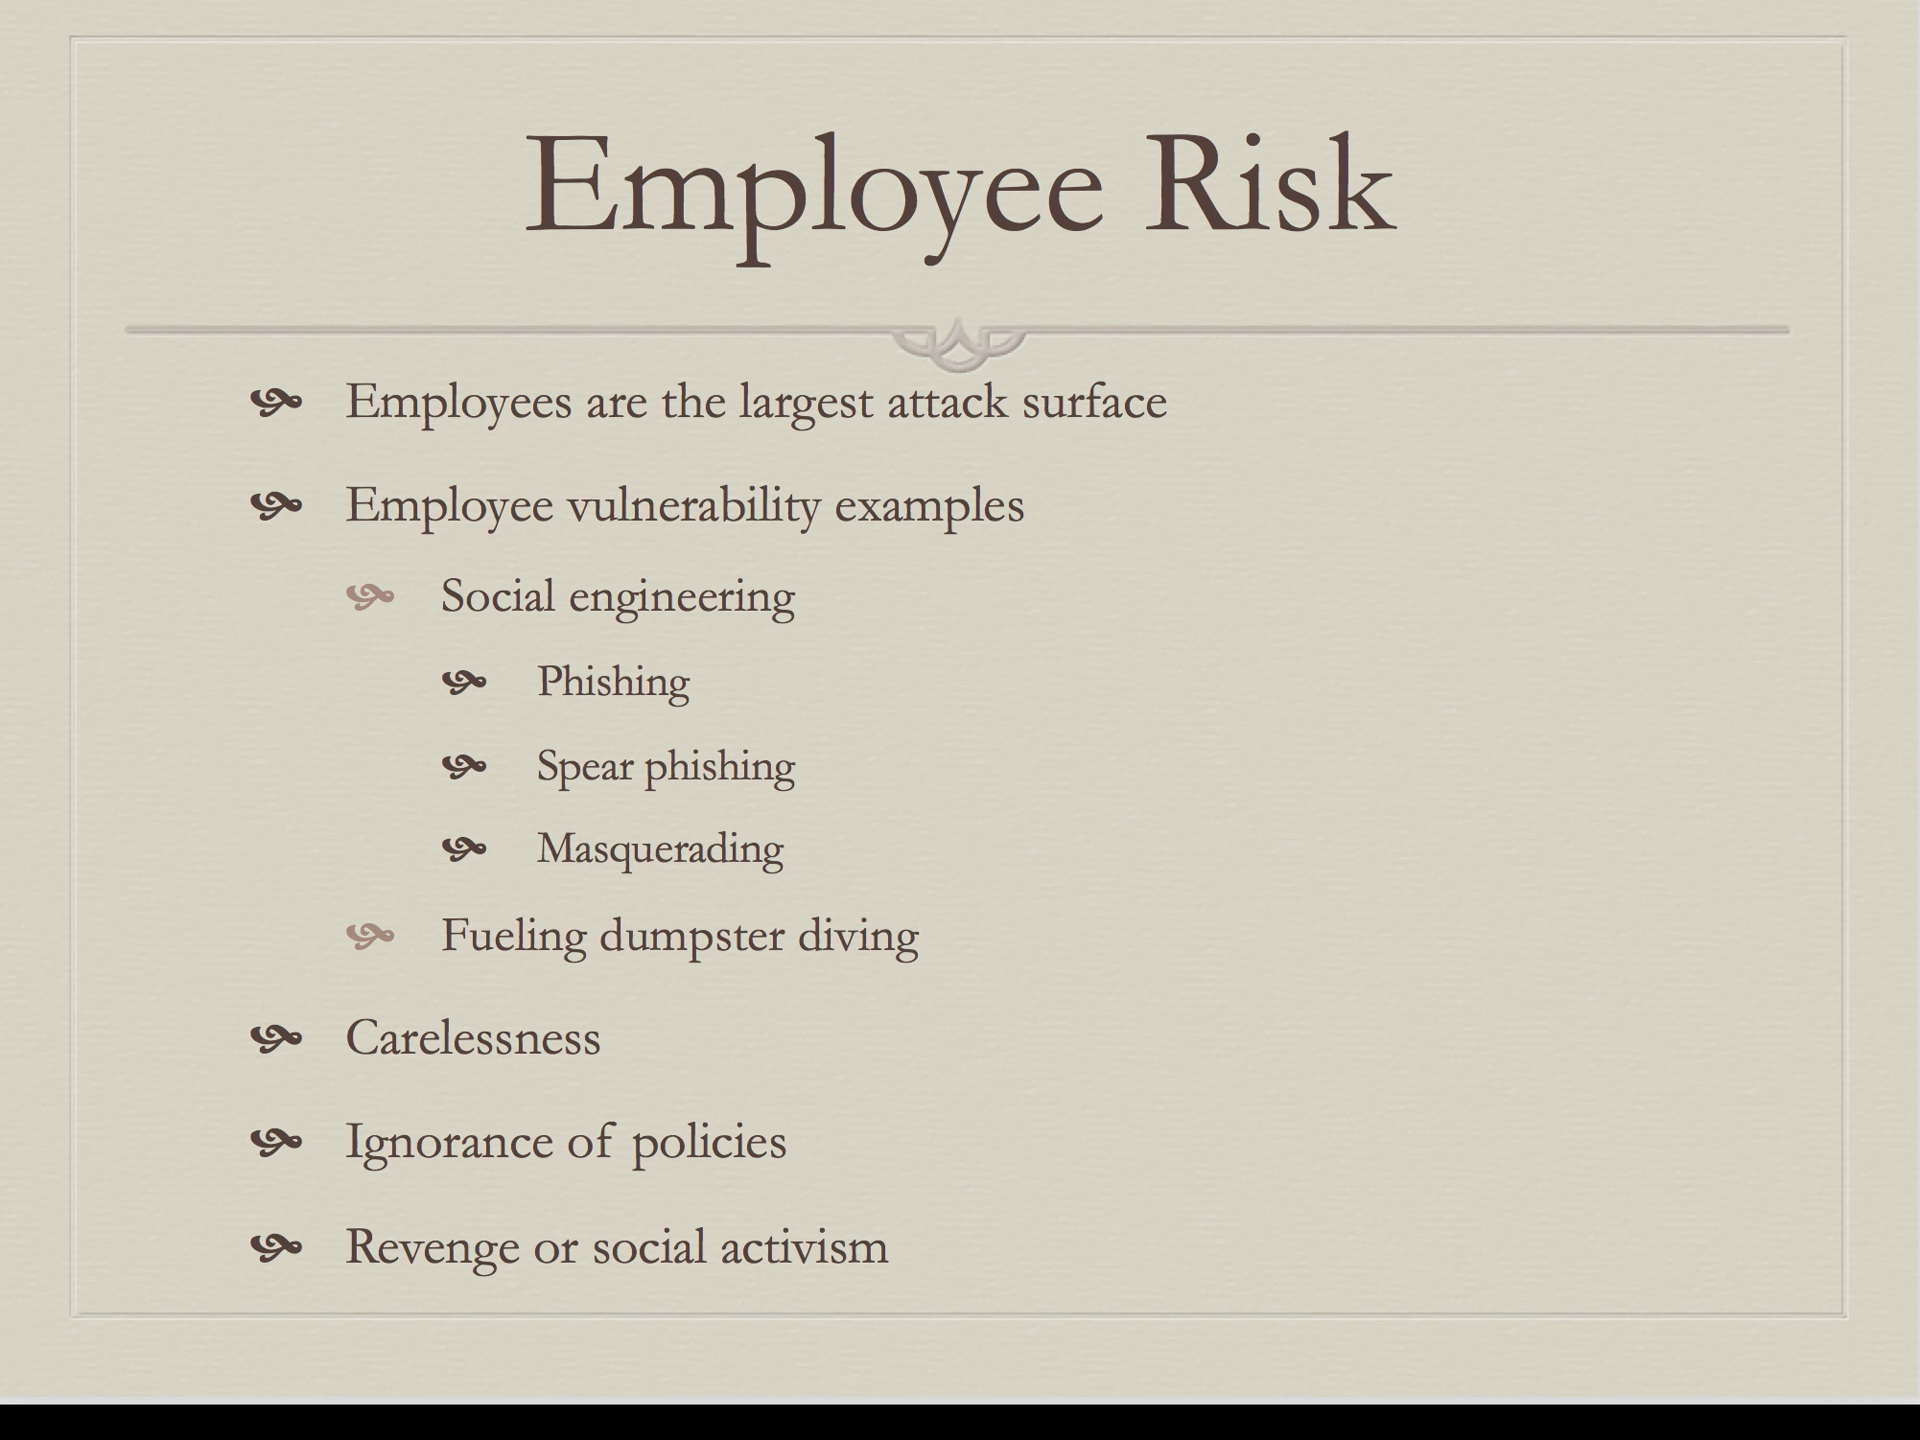 Employee Risk
Employees are the largest attack surface
Employee vulnerability examples
Social engineering
Phishing
Spear phishing
Masquerading
Fueling dumpster diving
Carelessness
Ignorance of policies
Revenge or social activism